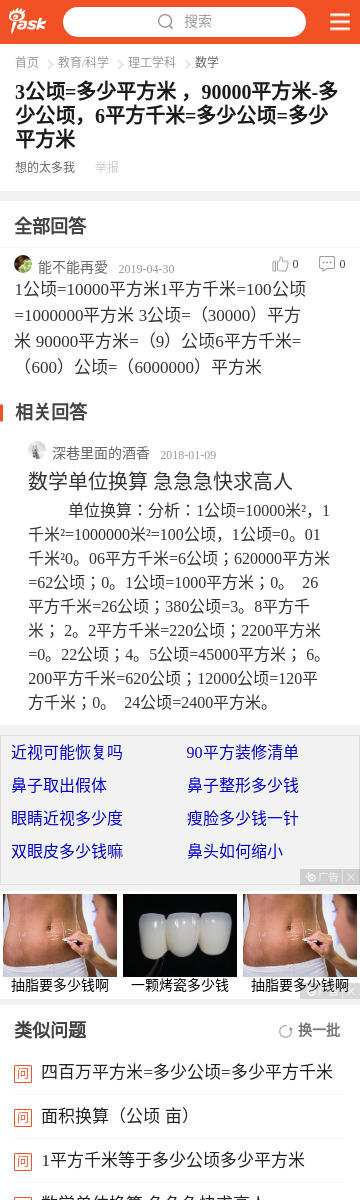 iask
搜索
首页 > 教育/科学 > 理工学科 > 数学
3公顷=多少平方米 ，90000平方米-多
少公顷，6平方千米=多少公顷=多少
平方米
想的太多我 举报
全部回答
能不能再愛 2019-04-30 0 0
1公顷=10000平方米1平方千米=100公顷
=1000000平方米 3公顷=（30000）平方
米 90000平方米=（9）公顷6平方千米=
（600）公顷=（6000000）平方米
相关回答
深巷里面的酒香 2018-01-09
数学单位换算 急急急快求高人
单位换算：分析：1公顷=10000米²，1
千米²=1000000米²=100公顷，1公顷=0。01
千米²0。06平方千米=6公顷；620000平方米
=62公顷；0。1公顷=1000平方米；0。 26
平方千米=26公顷；380公顷=3。8平方千
米； 2。2平方千米=220公顷；2200平方米
=0。22公顷；4。5公顷=45000平方米； 6。
200平方千米=620公顷；12000公顷=120平
方千米；0。 24公顷=2400平方米。
近视可能恢复吗 90平方装修清单
鼻子取出假体 鼻子整形多少钱
眼睛近视多少度 瘦脸多少钱一针
双眼皮多少钱嘛 鼻头如何缩小
广告
抽脂要多少钱啊 一颗烤瓷多少钱 抽脂要多少钱啊
类似问题 换一批
问 四百万平方米=多少公顷=多少平方千米
问 面积换算（公顷 亩）
问 1平方千米等于多少公顷多少平方米
数学单位换算 急急急快求高人